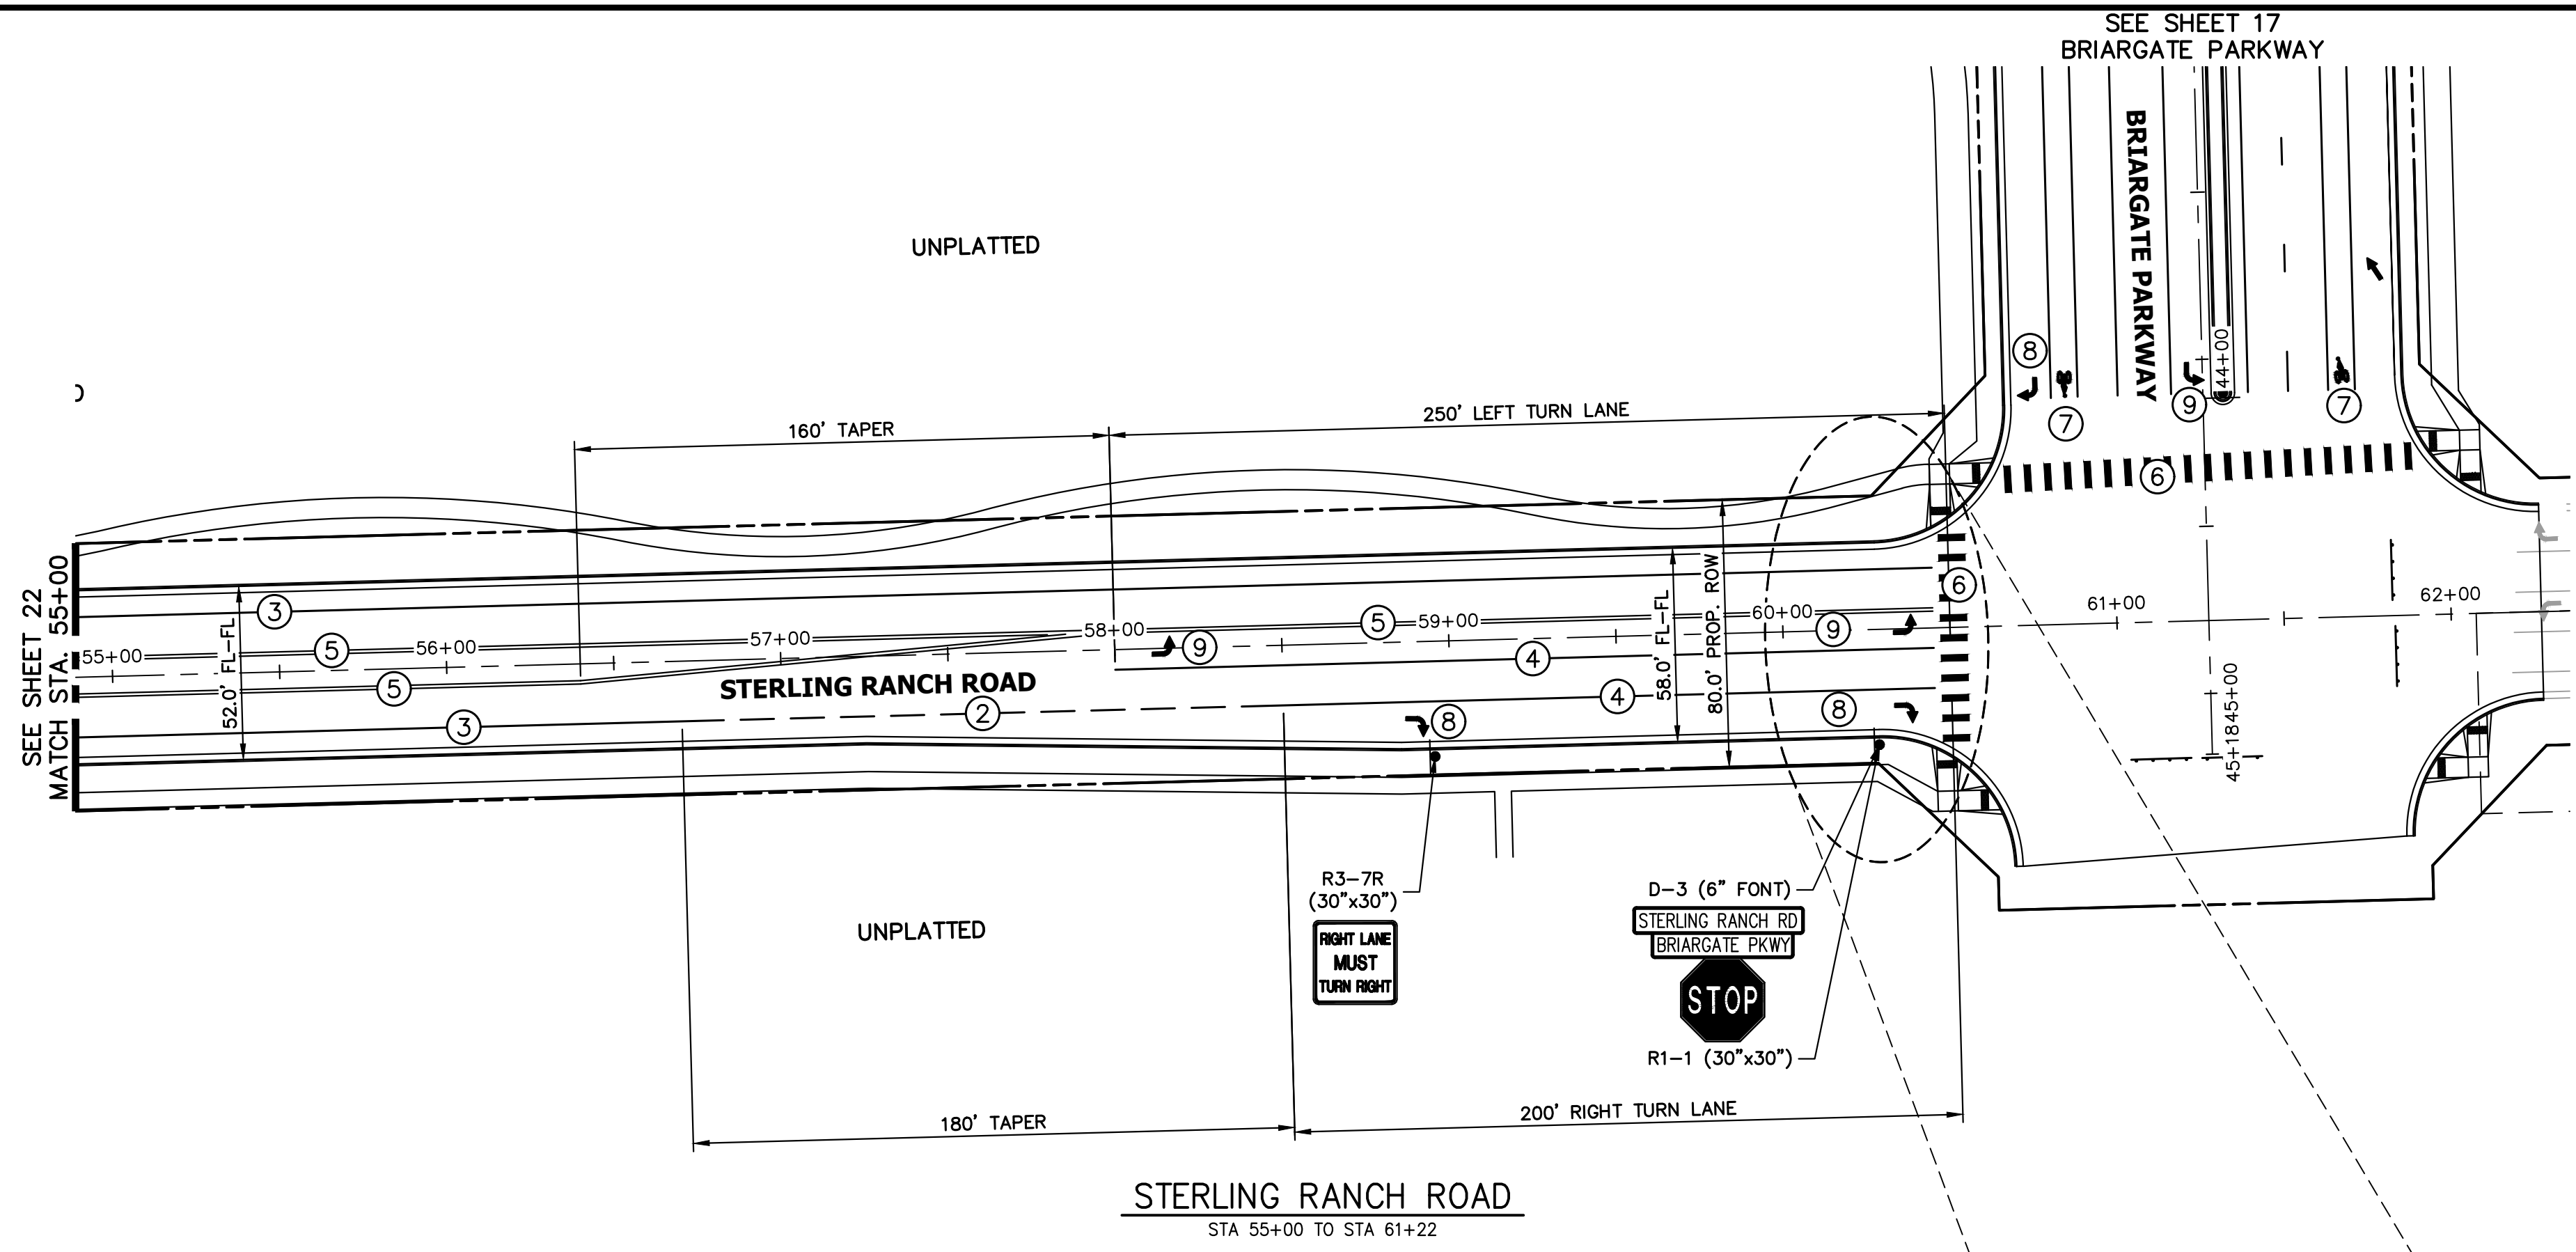 SEE SHEET 17
BRIARGATE PARKWAY
BRIARGATE PARKWAY
UNPLATTED
8
44+00
7
9
7
250' LEFT TURN LANE
160' TAPER
6
SEE SHEET 22
MATCH STA. 55+00
52.0' FL-FL
3
5
55+00
56+00
57+00
58+00
5
59+00
60+00
61+00
62+00
6
9
9
4
58.0' FL-FL
80.0' PROP. ROW
5
STERLING RANCH ROAD
4
3
2
8
8
45+1845+00
R3-7R
(30"x30")
RIGHT LANE
MUST
TURN RIGHT
D-3 (6" FONT)
STERLING RANCH RD
BRIARGATE PKWY
STOP
R1-1 (30"x30")
UNPLATTED
180' TAPER
200' RIGHT TURN LANE
STERLING RANCH ROAD
STA 55+00 TO STA 61+22